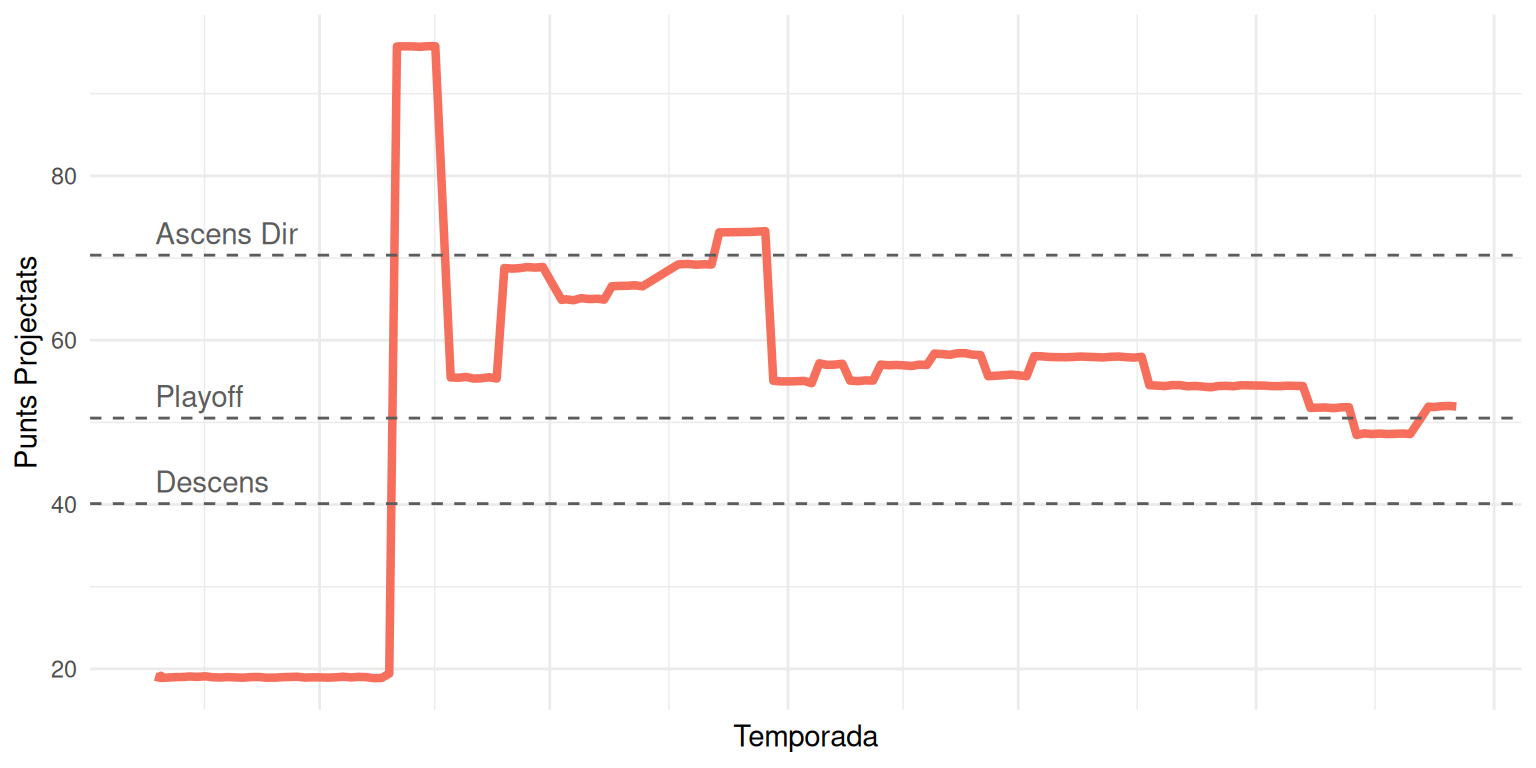 80
60
40
20
Punts Projectats
Ascens Dir
Playoff
Descens
Temporada